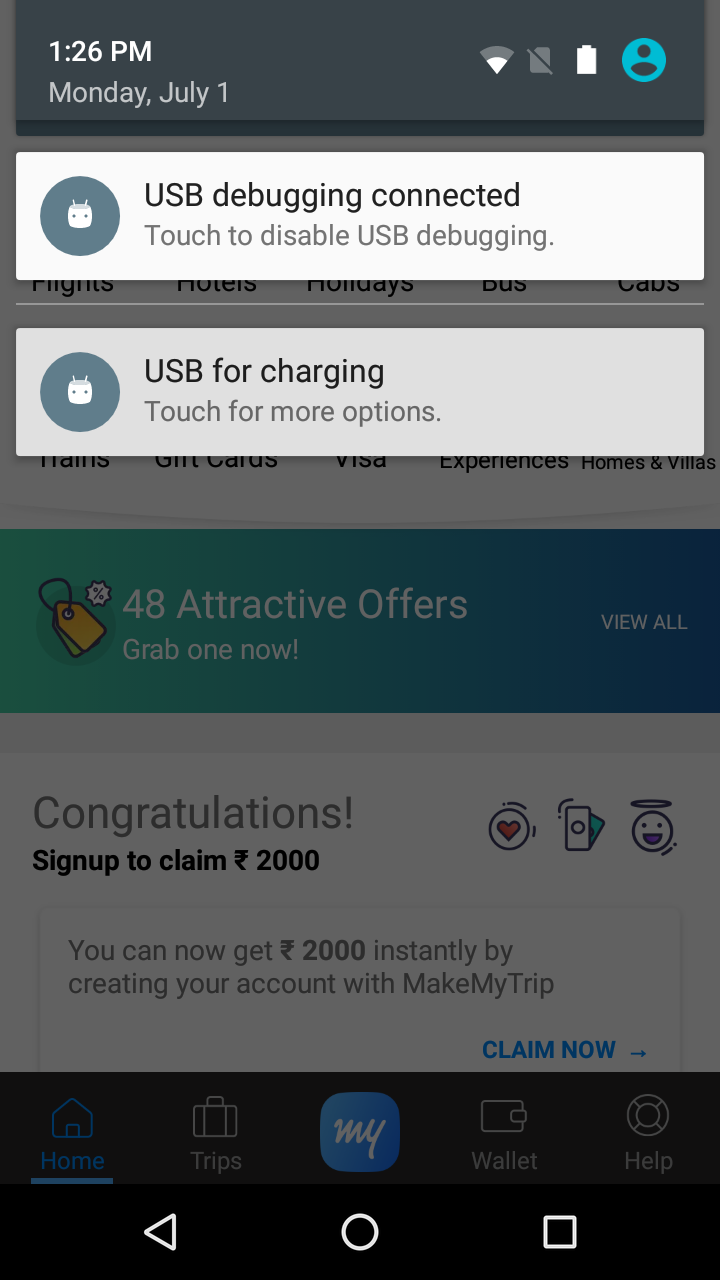 1:26 PM
Monday, July 1
USB debugging connected
Touch to disable USB debugging.
Flights Hotels Holidays Bus Cabs
USB for charging
Touch for more options.
Trains Gift Cards Visa Experiences Homes & Villas
48 Attractive Offers
Grab one now!
VIEW ALL
Congratulations!
Signup to claim ₹ 2000
You can now get ₹ 2000 instantly by
creating your account with MakeMyTrip
CLAIM NOW →
my
Home Trips Wallet Help